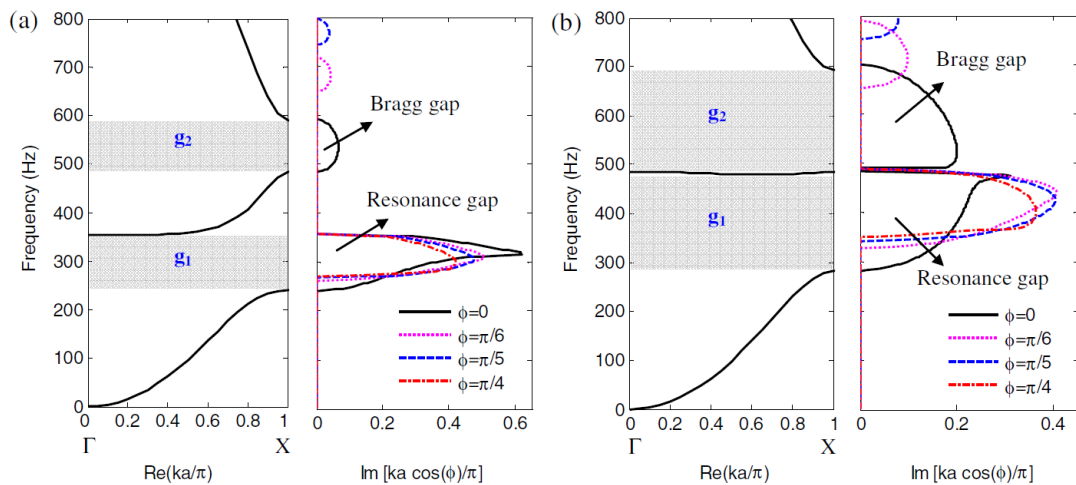 (a)
800
700
600
500
400
300
200
100
0
Frequency (Hz)
g₂
g₁
0
0.2
0.4
0.6
0.8
1
Γ
X
Re(ka/π)
Bragg gap
Resonance gap
ϕ=0
ϕ=π/6
ϕ=π/5
ϕ=π/4
0
0.2
0.4
0.6
Im [ka cos(ϕ)/π]
(b)
800
700
600
500
400
300
200
100
0
Frequency (Hz)
g₂
g₁
0
0.2
0.4
0.6
0.8
1
Γ
X
Re(ka/π)
Bragg gap
Resonance gap
ϕ=0
ϕ=π/6
ϕ=π/5
ϕ=π/4
0
0.2
0.4
Im [ka cos(ϕ)/π]